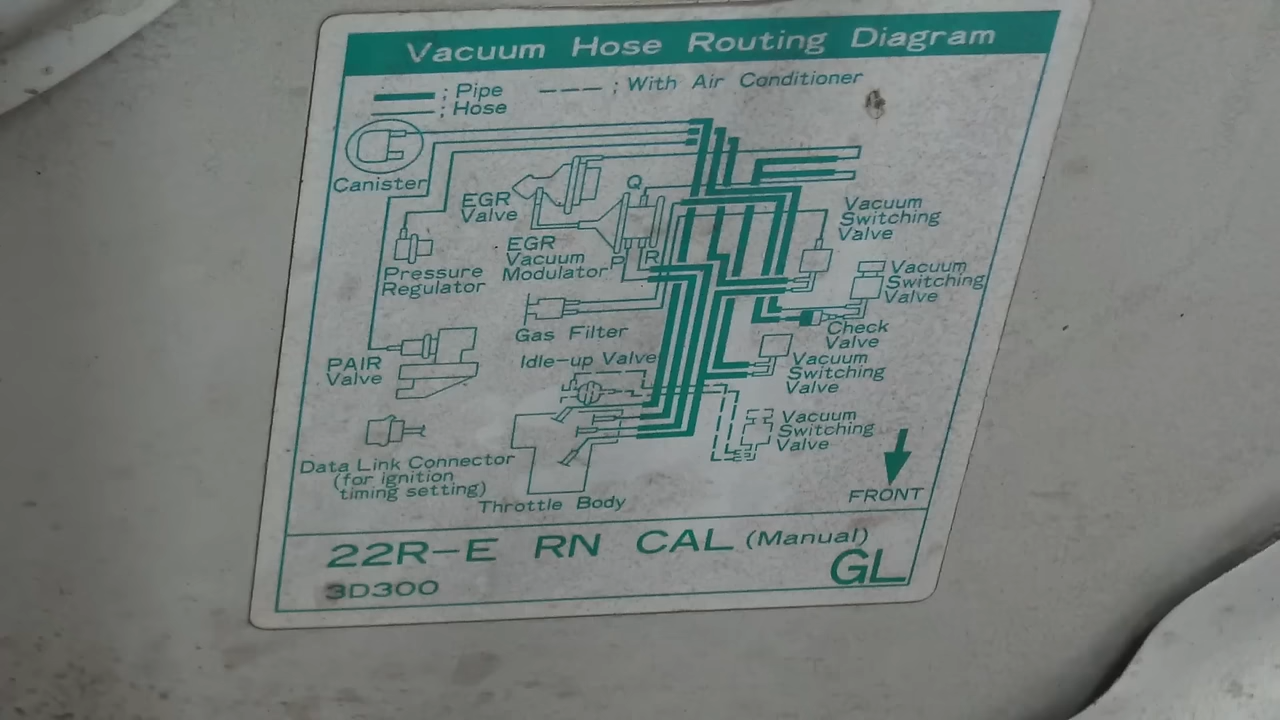 Vacuum Hose Routing Diagram
: Pipe
: With Air Conditioner
: Hose
Canister
EGR
Valve
Q
Vacuum
Switching
Valve
EGR
Vacuum
Modulator
P
R
Pressure
Regulator
Vacuum
Switching
Valve
Gas Filter
Check
Valve
PAIR
Valve
Idle-up Valve
Vacuum
Switching
Valve
Vacuum
Switching
Valve
Data Link Connector
(for ignition
timing setting)
Throttle Body
FRONT
22R-E RN CAL (Manual)
GL
3D300